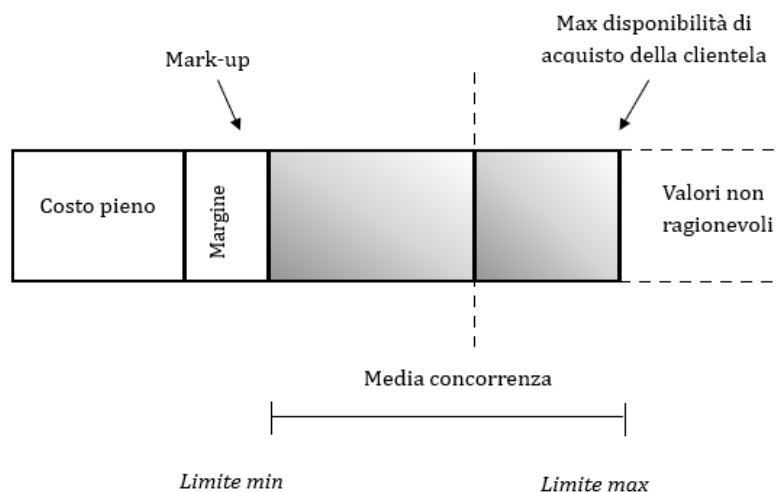 Max disponibilità di
acquisto della clientela
Mark-up
Costo pieno
Margine
Valori non
ragionevoli
Media concorrenza
Limite min
Limite max